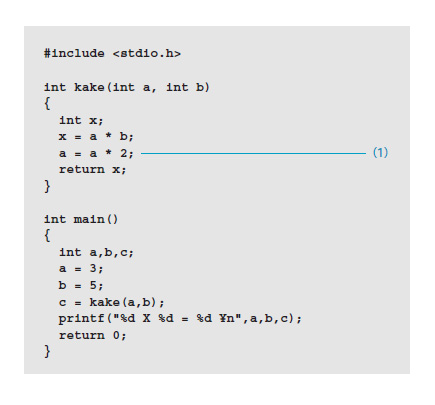 #include <stdio.h>
int kake(int a, int b)
{
int x;
x = a * b;
a = a * 2; (1)
return x;
}
int main()
{
int a,b,c;
a = 3;
b = 5;
c = kake(a,b);
printf("%d X %d = %d ¥n",a,b,c);
return 0;
}